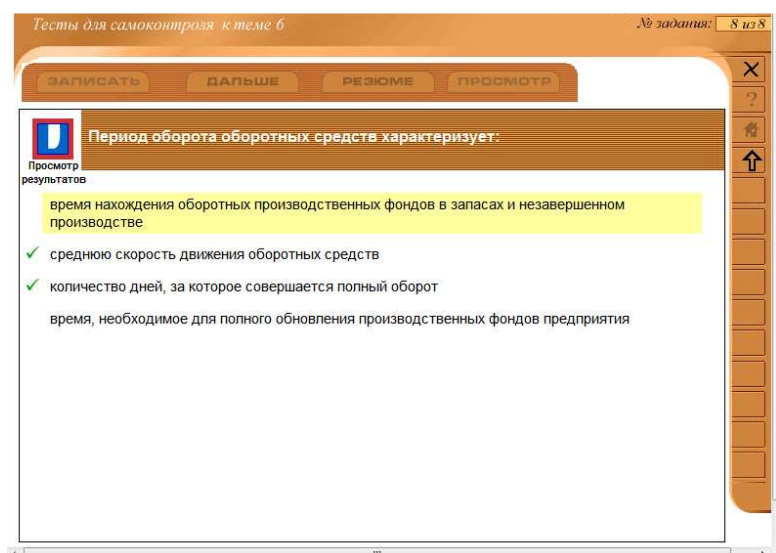 Тесты для самоконтроля к теме 6
№ задания: 8 из 8
ЗАПИСАТЬ ДАЛЬШЕ РЕЗЮМЕ ПРОСМОТР
?
Период оборота оборотных средств характеризует:
Просмотр
результатов
время нахождения оборотных производственных фондов в запасах и незавершенном
производстве
среднюю скорость движения оборотных средств
количество дней, за которое совершается полный оборот
время, необходимое для полного обновления производственных фондов предприятия